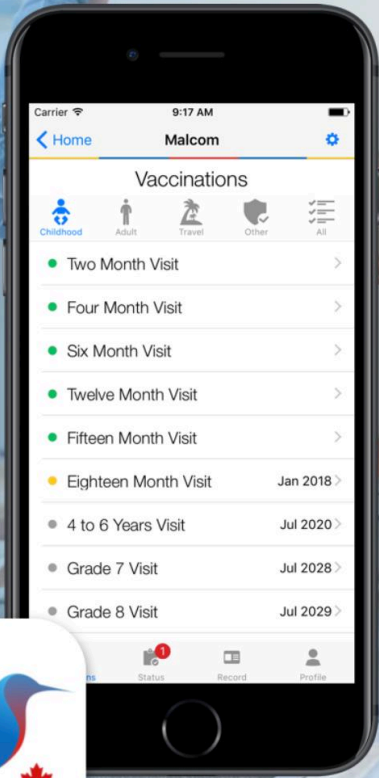 Carrier 9:17 AM
Home Malcom
Vaccinations
Childhood Adult Travel Other All
Two Month Visit
Four Month Visit
Six Month Visit
Twelve Month Visit
Fifteen Month Visit
Eighteen Month Visit Jan 2018
4 to 6 Years Visit Jul 2020
Grade 7 Visit Jul 2028
Grade 8 Visit Jul 2029
1
Status Record Profile